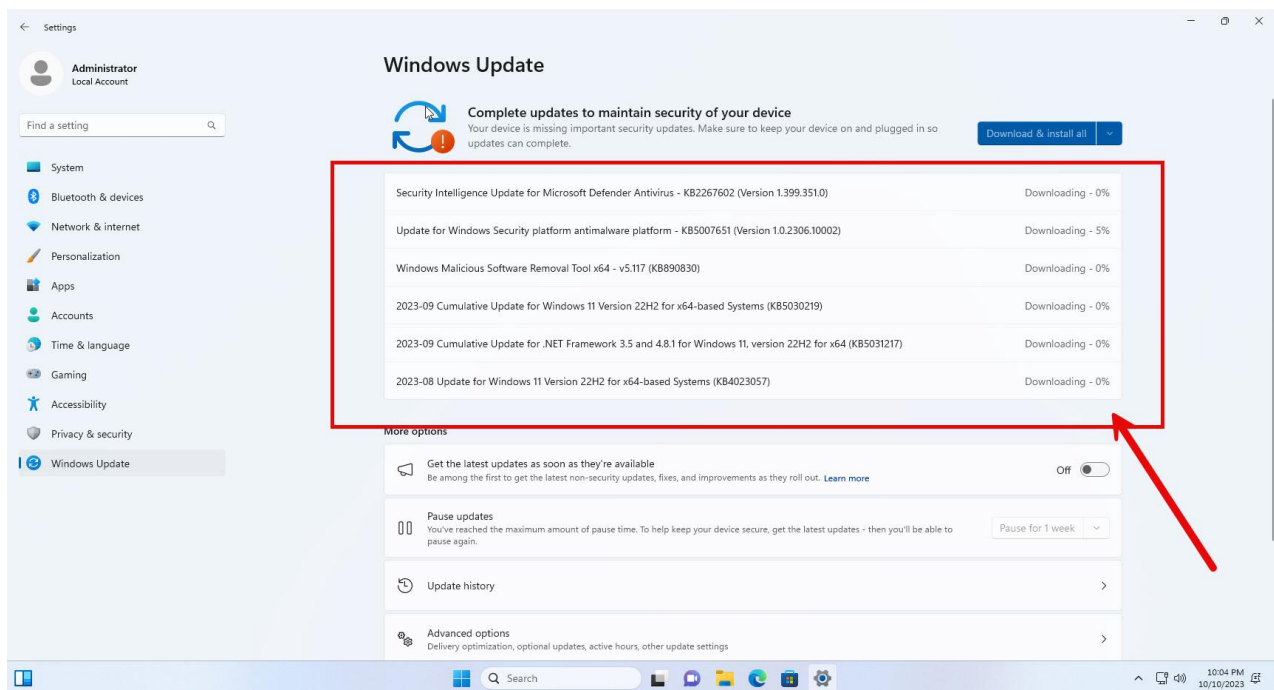 Settings
Administrator
Local Account
Find a setting
System
Bluetooth & devices
Network & internet
Personalization
Apps
Accounts
Time & language
Gaming
Accessibility
Privacy & security
Windows Update
Windows Update
Complete updates to maintain security of your device
Your device is missing important security updates. Make sure to keep your device on and plugged in so
updates can complete.
Download & install all
Security Intelligence Update for Microsoft Defender Antivirus - KB2267602 (Version 1.399.351.0)
Downloading - 0%
Update for Windows Security platform antimalware platform - KB5007651 (Version 1.0.2306.10002)
Downloading - 5%
Windows Malicious Software Removal Tool x64 - v5.117 (KB890830)
Downloading - 0%
2023-09 Cumulative Update for Windows 11 Version 22H2 for x64-based Systems (KB5030219)
Downloading - 0%
2023-09 Cumulative Update for .NET Framework 3.5 and 4.8.1 for Windows 11, version 22H2 for x64 (KB5031217)
Downloading - 0%
2023-08 Update for Windows 11 Version 22H2 for x64-based Systems (KB4023057)
Downloading - 0%
More options
Get the latest updates as soon as they're available
Be among the first to get the latest non-security updates, fixes, and improvements as they roll out. Learn more
Off
Pause updates
You've reached the maximum amount of pause time. To help keep your device secure, get the latest updates - then you'll be able to
pause again.
Pause for 1 week
Update history
Advanced options
Delivery optimization, optional updates, active hours, other update settings
Search
10:04 PM
10/10/2023